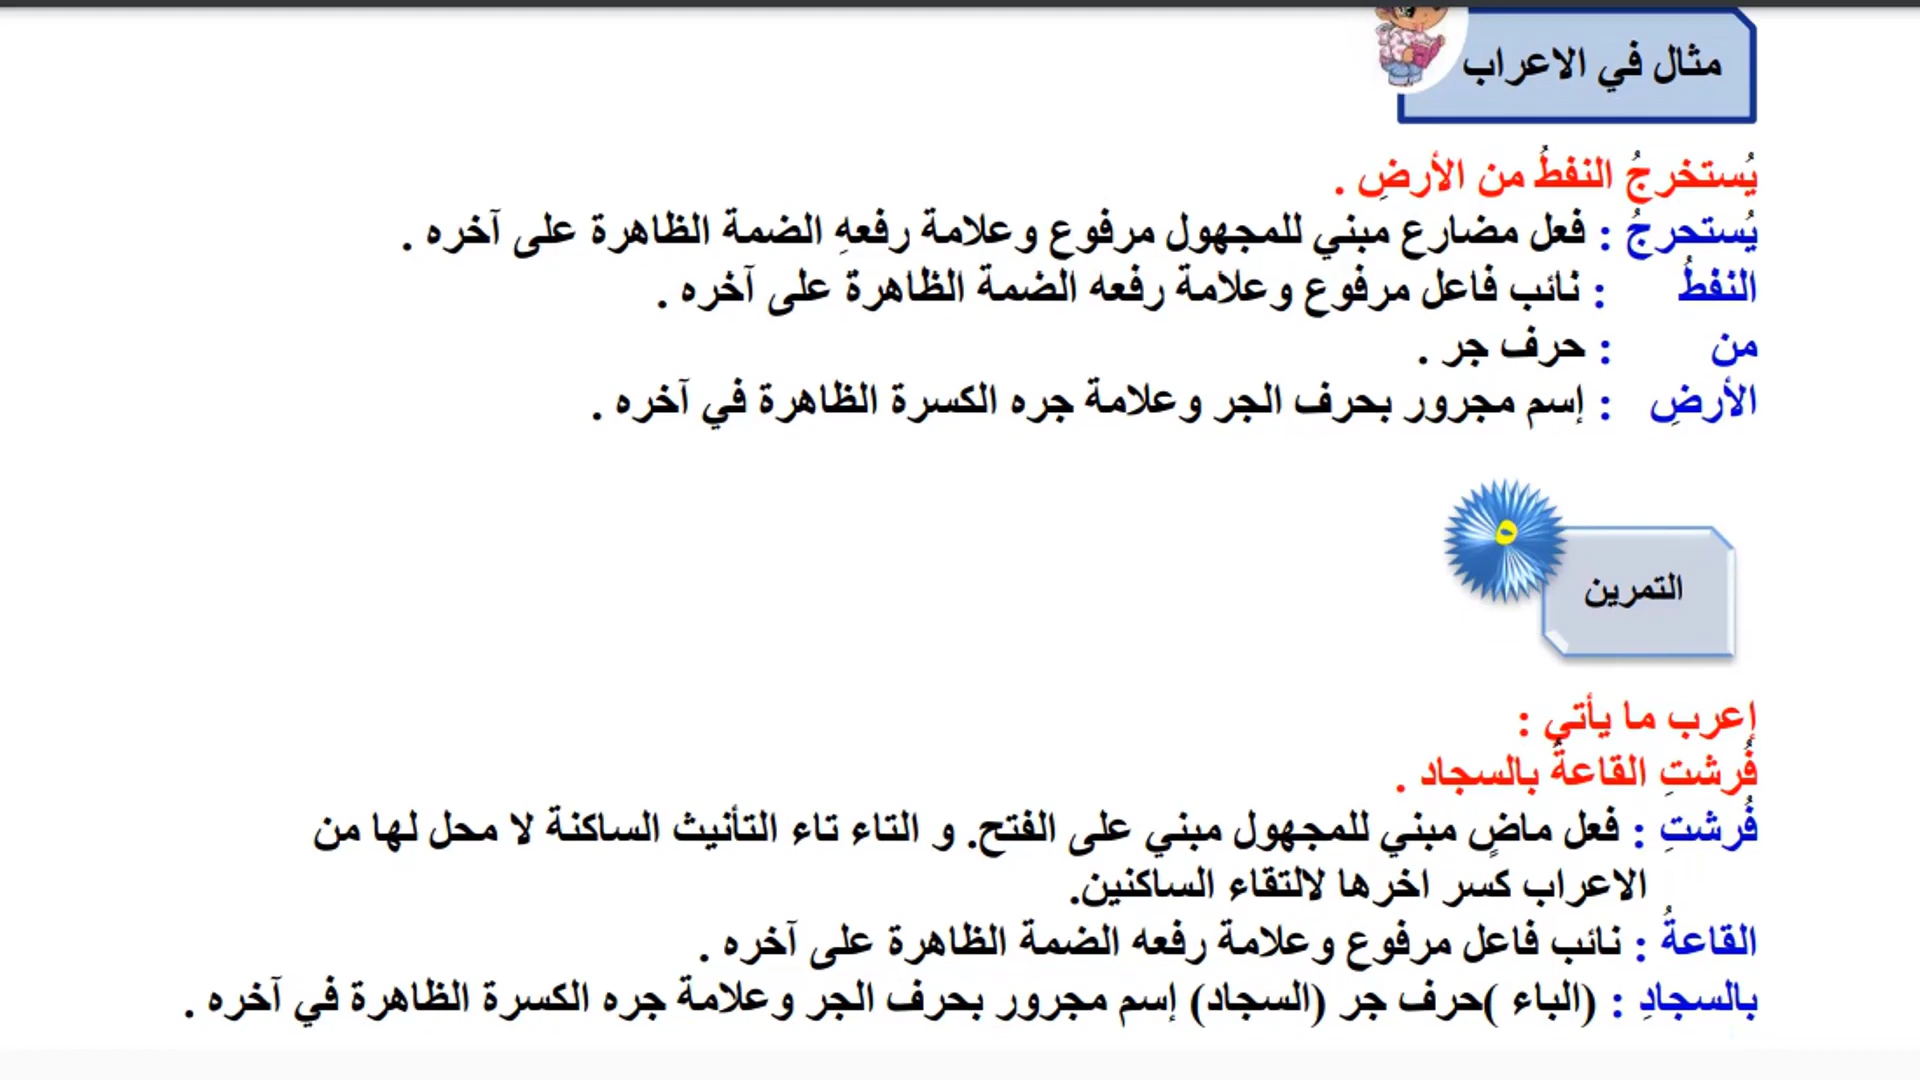 مثال في الاعراب
يُستخرجُ النفطُ من الأرضِ .
يُستحرجُ : فعل مضارع مبني للمجهول مرفوع وعلامة رفعهِ الضمة الظاهرة على آخره .
النفطُ : نائب فاعل مرفوع وعلامة رفعه الضمة الظاهرة على آخره .
من : حرف جر .
الأرضِ : إسم مجرور بحرف الجر وعلامة جره الكسرة الظاهرة في آخره .
٥
التمرين
إعرب ما يأتي :
فُرشتِ القاعةُ بالسجاد .
فُرشتِ : فعل ماضٍ مبني للمجهول مبني على الفتح. و التاء تاء التأنيث الساكنة لا محل لها من
الاعراب كسر اخرها لالتقاء الساكنين.
القاعةُ : نائب فاعل مرفوع وعلامة رفعه الضمة الظاهرة على آخره .
بالسجادِ : (الباء )حرف جر (السجاد) إسم مجرور بحرف الجر وعلامة جره الكسرة الظاهرة في آخره .